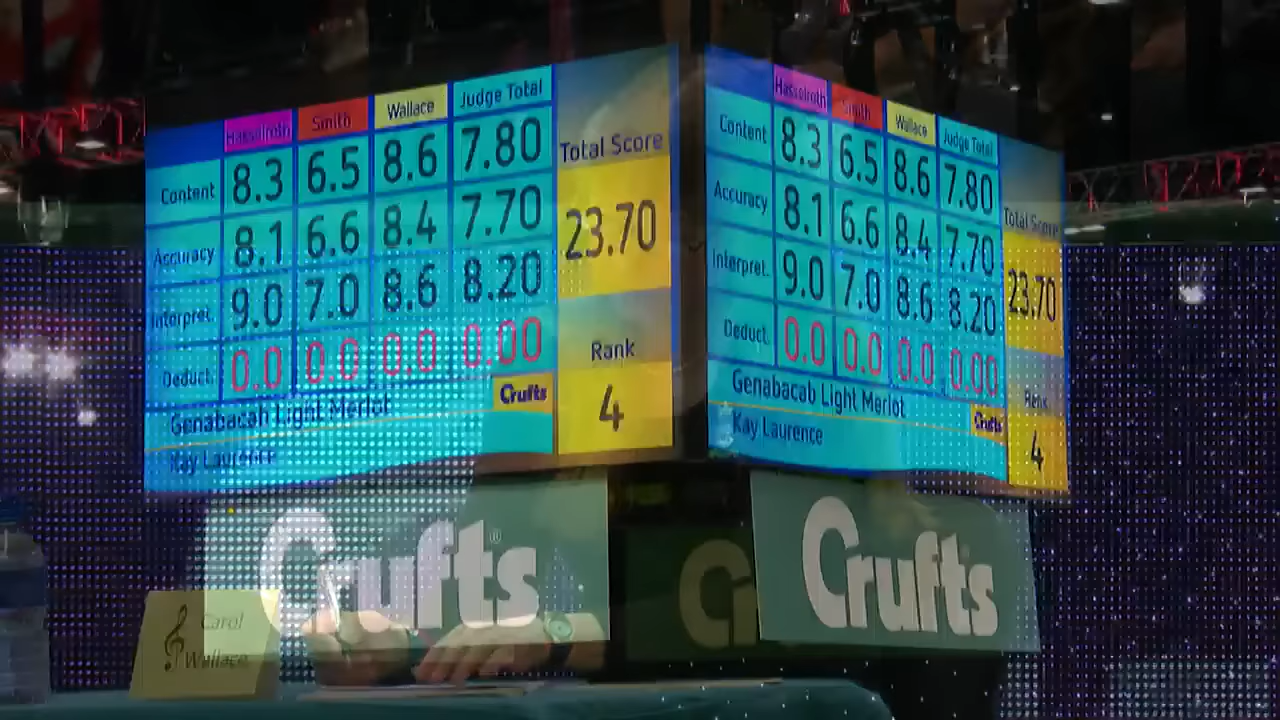 Hasselroth Smith Wallace Judge Total
Content 8.3 6.5 8.6 7.80
Accuracy 8.1 6.6 8.4 7.70
Interpret. 9.0 7.0 8.6 8.20
Deduct. 0.0 0.0 0.0 0.00
Genabacab Light Merlot
Kay Laurence
Crufts
Total Score
23.70
Rank
4
Hasselroth Smith Wallace Judge Total
Content 8.3 6.5 8.6 7.80
Accuracy 8.1 6.6 8.4 7.70
Interpret. 9.0 7.0 8.6 8.20
Deduct. 0.0 0.0 0.0 0.00
Genabacab Light Merlot
Kay Laurence
Crufts
Total Score
23.70
Rank
4
Crufts®
Crufts
Carol
Wallace